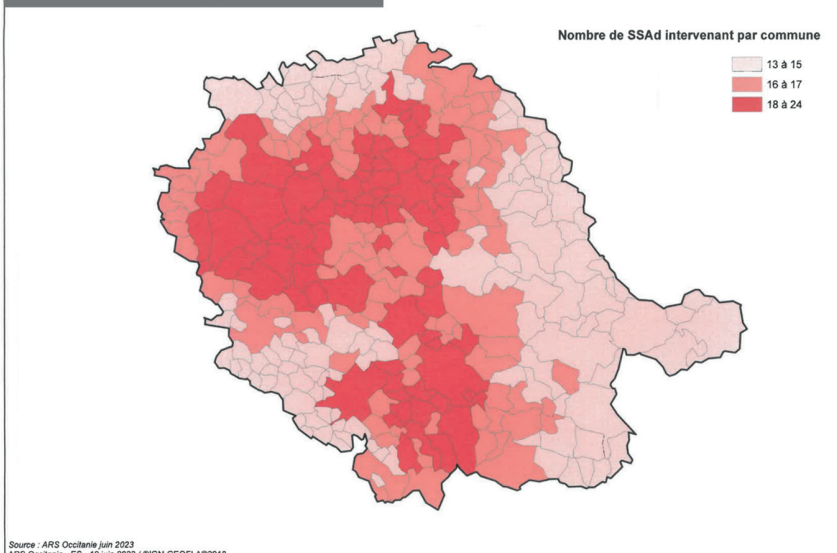 Nombre de SSAd intervenant par commune
13 à 15
16 à 17
18 à 24
Source : ARS Occitanie juin 2023